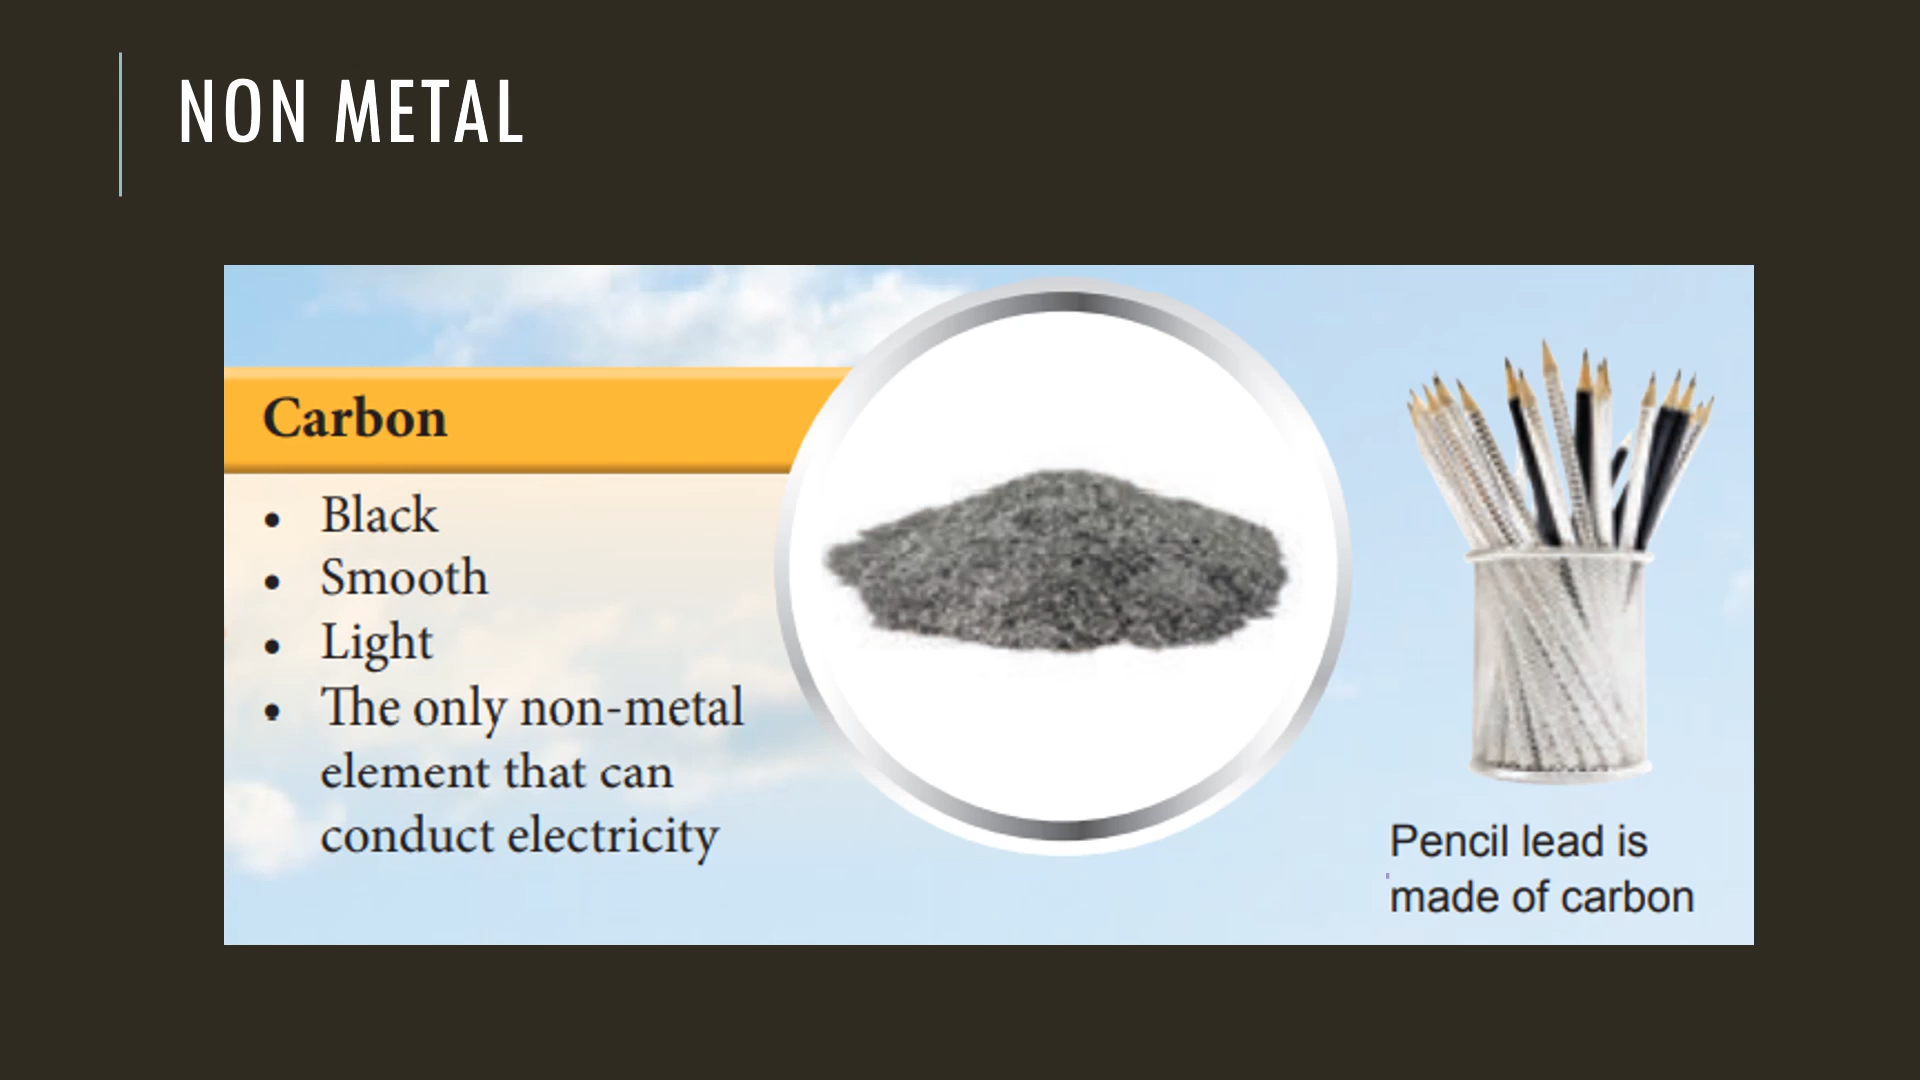 NON METAL
Carbon
• Black
• Smooth
• Light
• The only non-metal
element that can
conduct electricity
Pencil lead is
made of carbon